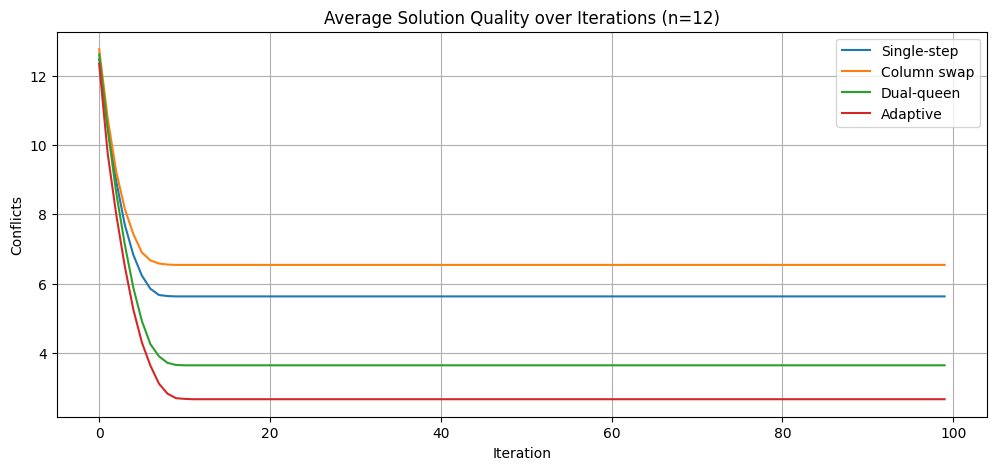 Average Solution Quality over Iterations (n=12)
Single-step
Column swap
Dual-queen
Adaptive
Conflicts
12
10
8
6
4
0 20 40 60 80 100
Iteration